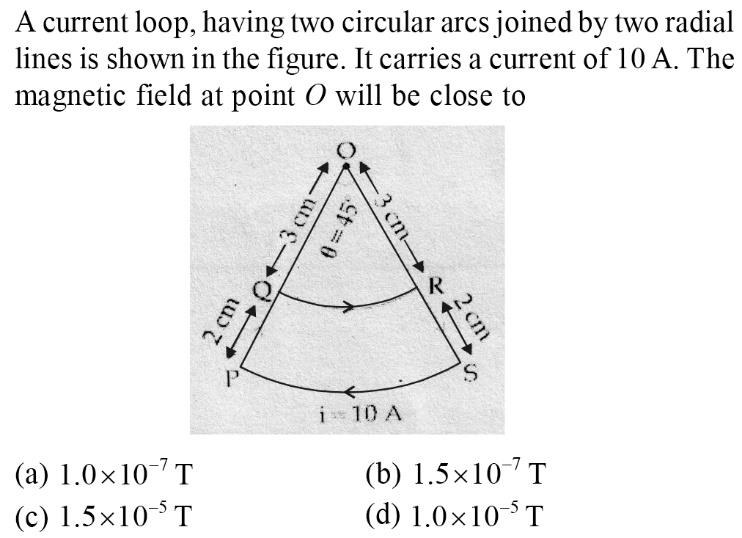 A current loop, having two circular arcs joined by two radial
lines is shown in the figure. It carries a current of 10 A. The
magnetic field at point O will be close to
O
3 cm
θ = 45°
3 cm
Q
R
2 cm
2 cm
P
S
i = 10 A
(a) 1.0×10⁻⁷ T
(b) 1.5×10⁻⁷ T
(c) 1.5×10⁻⁵ T
(d) 1.0×10⁻⁵ T